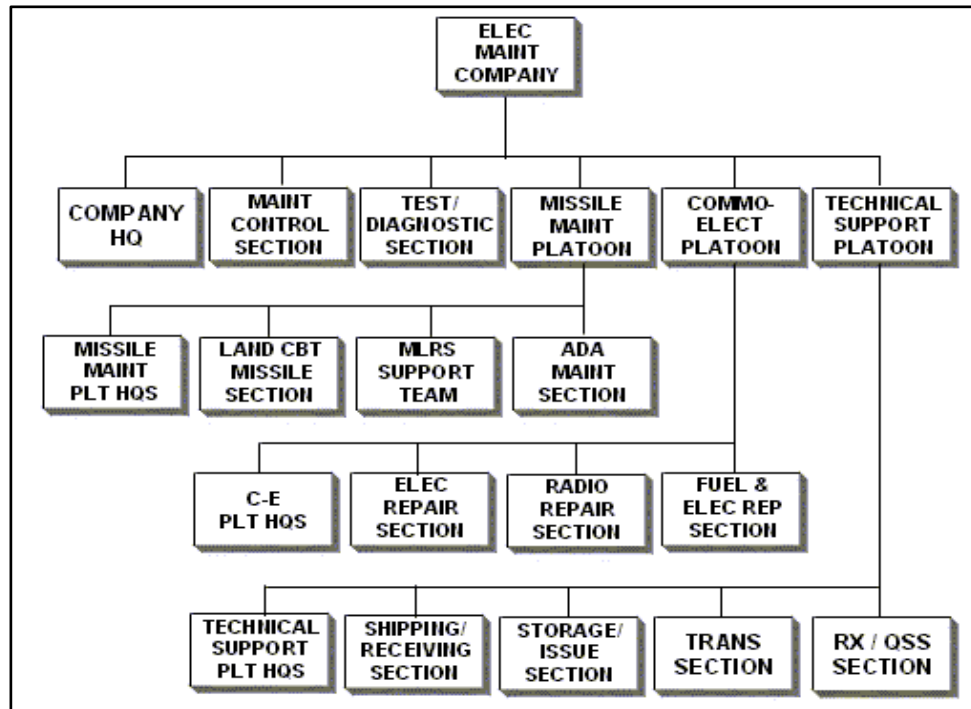 ELEC
MAINT
COMPANY
COMPANY
HQ
MAINT
CONTROL
SECTION
TEST/
DIAGNOSTIC
SECTION
MISSILE
MAINT
PLATOON
COMMO-
ELECT
PLATOON
TECHNICAL
SUPPORT
PLATOON
MISSILE
MAINT
PLT HQS
LAND CBT
MISSILE
SECTION
MLRS
SUPPORT
TEAM
ADA
MAINT
SECTION
C-E
PLT HQS
ELEC
REPAIR
SECTION
RADIO
REPAIR
SECTION
FUEL &
ELEC REP
SECTION
TECHNICAL
SUPPORT
PLT HQS
SHIPPING/
RECEIVING
SECTION
STORAGE/
ISSUE
SECTION
TRANS
SECTION
RX / QSS
SECTION